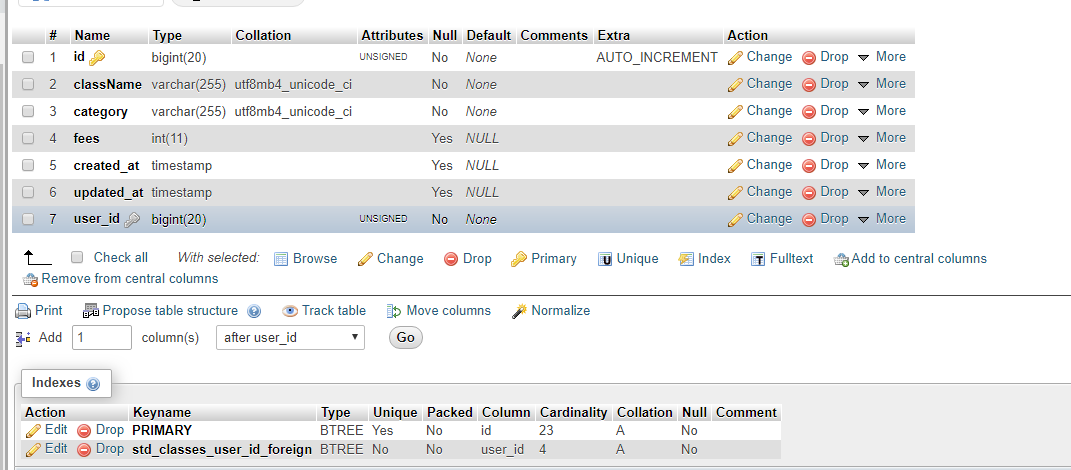 # Name Type Collation Attributes Null Default Comments Extra Action
1 id bigint(20) UNSIGNED No None AUTO_INCREMENT Change Drop More
2 className varchar(255) utf8mb4_unicode_ci No None Change Drop More
3 category varchar(255) utf8mb4_unicode_ci No None Change Drop More
4 fees int(11) Yes NULL Change Drop More
5 created_at timestamp Yes NULL Change Drop More
6 updated_at timestamp Yes NULL Change Drop More
7 user_id bigint(20) UNSIGNED No None Change Drop More
Check all With selected: Browse Change Drop Primary Unique Index Fulltext Add to central columns
Remove from central columns
Print Propose table structure Track table Move columns Normalize
Add 1 column(s) after user_id Go
Indexes
Action Keyname Type Unique Packed Column Cardinality Collation Null Comment
Edit Drop PRIMARY BTREE Yes No id 23 A No
Edit Drop std_classes_user_id_foreign BTREE No No user_id 4 A No